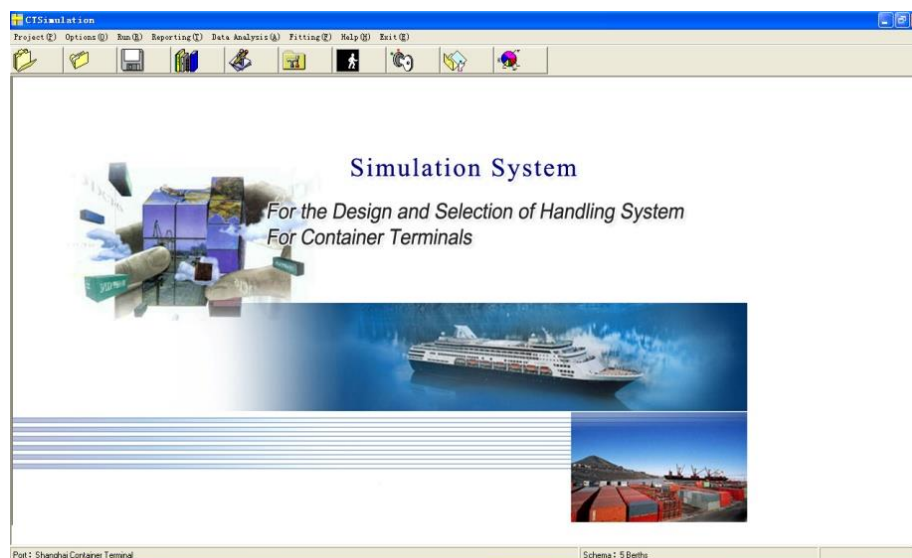 CTSimulation
Project(P) Options(O) Run(R) Reporting(T) Data Analysis(A) Fitting(F) Help(H) Exit(E)
Simulation System
For the Design and Selection of Handling System
For Container Terminals
Port: Shanghai Container Terminal Schema: 5 Berths